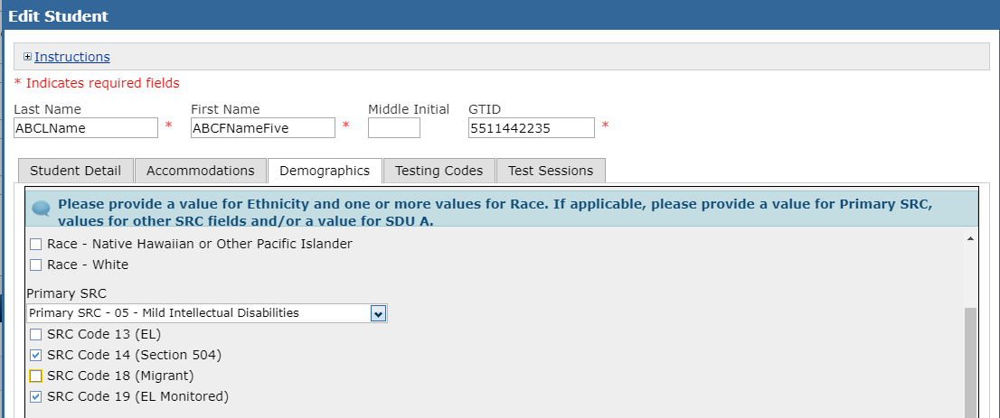 Edit Student
Instructions
* Indicates required fields
Last Name First Name Middle Initial GTID
ABCLName * ABCFNameFive * 5511442235 *
Student Detail Accommodations Demographics Testing Codes Test Sessions
Please provide a value for Ethnicity and one or more values for Race. If applicable, please provide a value for Primary SRC,
values for other SRC fields and/or a value for SDU A.
Race - Native Hawaiian or Other Pacific Islander
Race - White
Primary SRC
Primary SRC - 05 - Mild Intellectual Disabilities
SRC Code 13 (EL)
SRC Code 14 (Section 504)
SRC Code 18 (Migrant)
SRC Code 19 (EL Monitored)